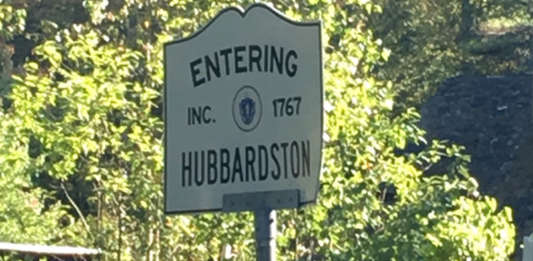 ENTERING
INC. 1767
HUBBARDSTON